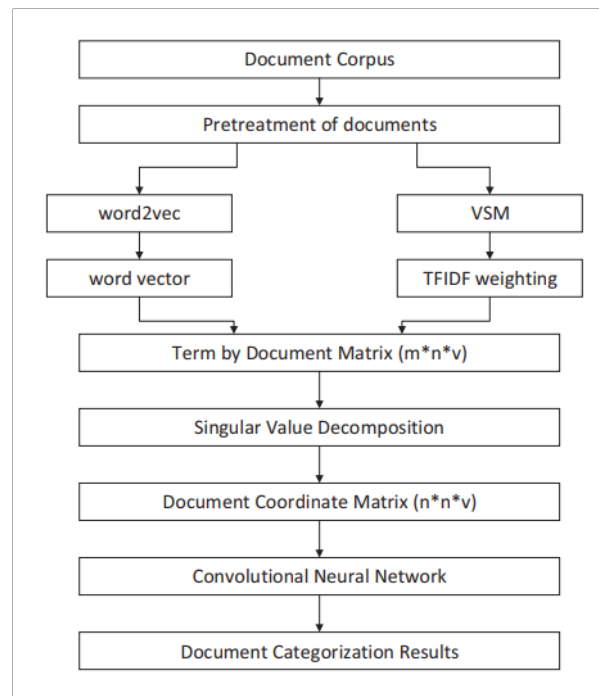 Document Corpus
Pretreatment of documents
word2vec
VSM
word vector
TFIDF weighting
Term by Document Matrix (m*n*v)
Singular Value Decomposition
Document Coordinate Matrix (n*n*v)
Convolutional Neural Network
Document Categorization Results